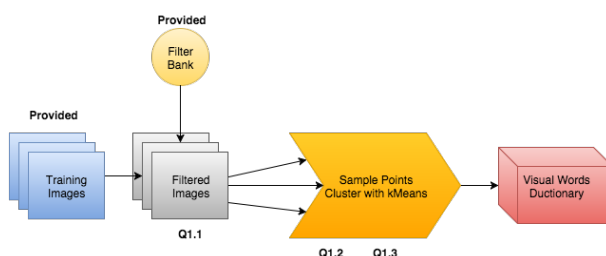 Provided
Filter
Bank
Provided
Training
Images
Filtered
Images
Sample Points
Cluster with kMeans
Visual Words
Ductionary
Q1.1
Q1.2 Q1.3